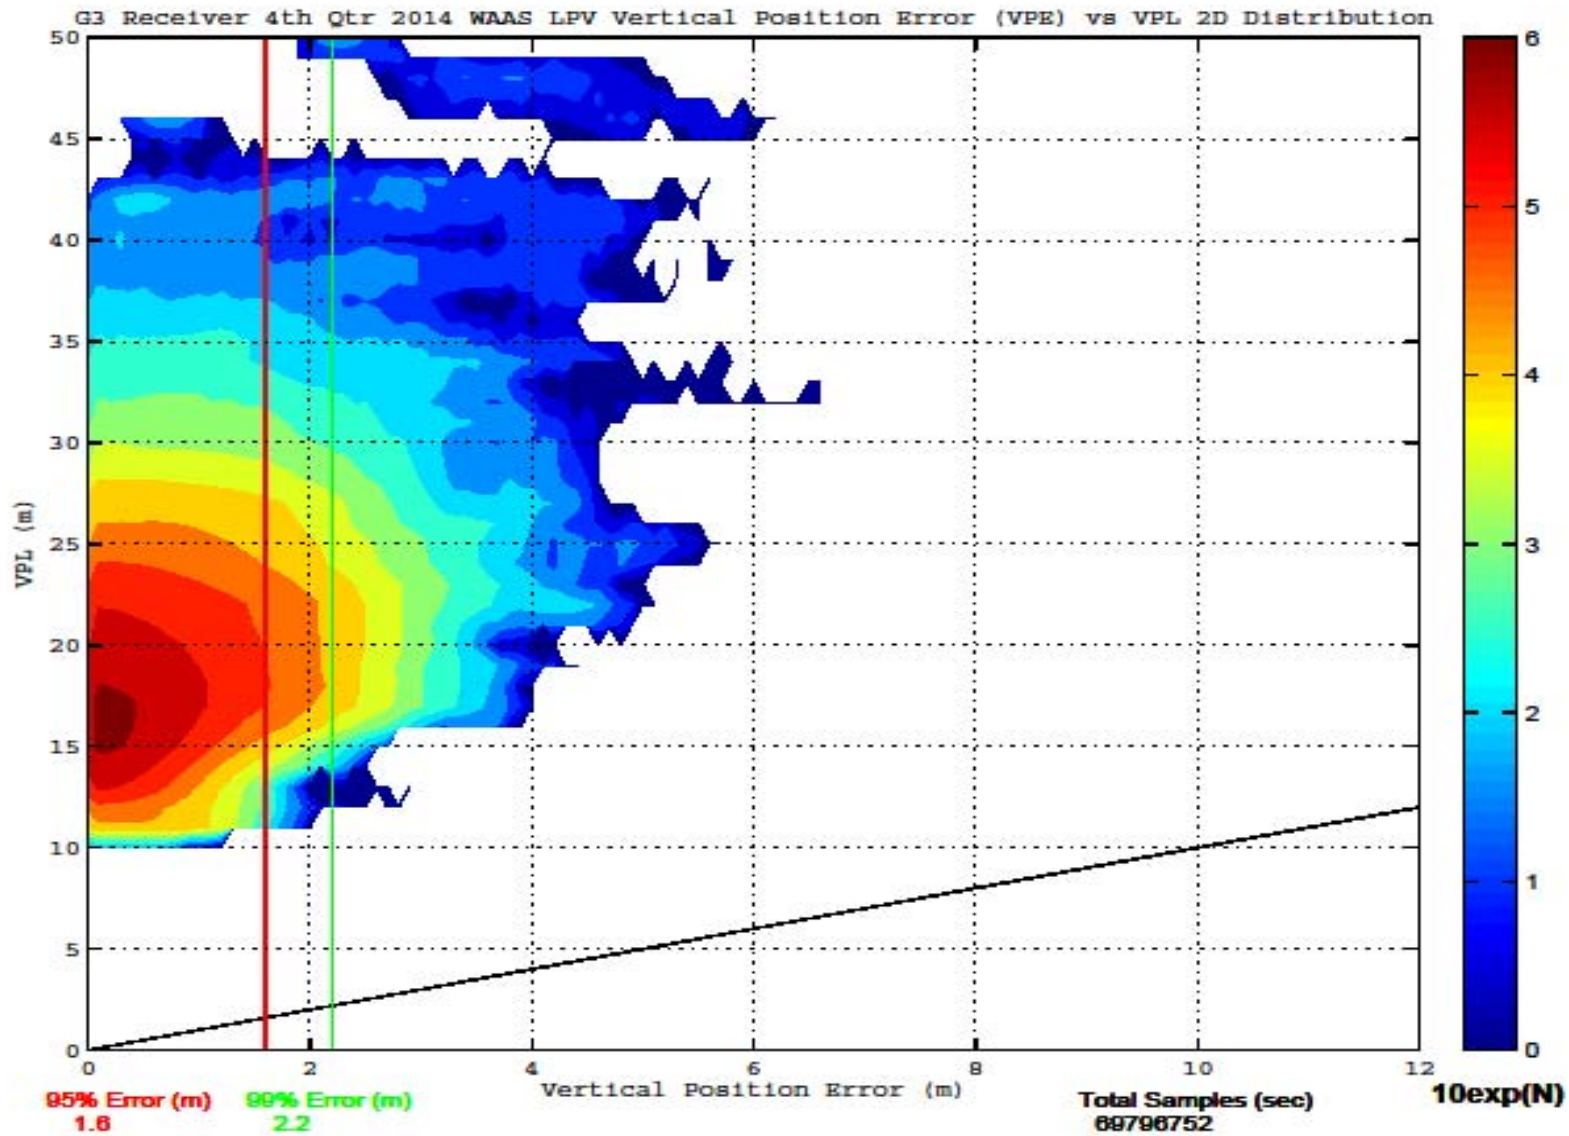 G3 Receiver 4th Qtr 2014 WAAS LPV Vertical Position Error (VPE) vs VPL 2D Distribution
50
45
40
35
30
25
20
15
10
5
0
VPL (m)
0 2 4 6 8 10 12
Vertical Position Error (m)
6
5
4
3
2
1
0
10exp(N)
95% Error (m)
1.6
99% Error (m)
2.2
Total Samples (sec)
69796752